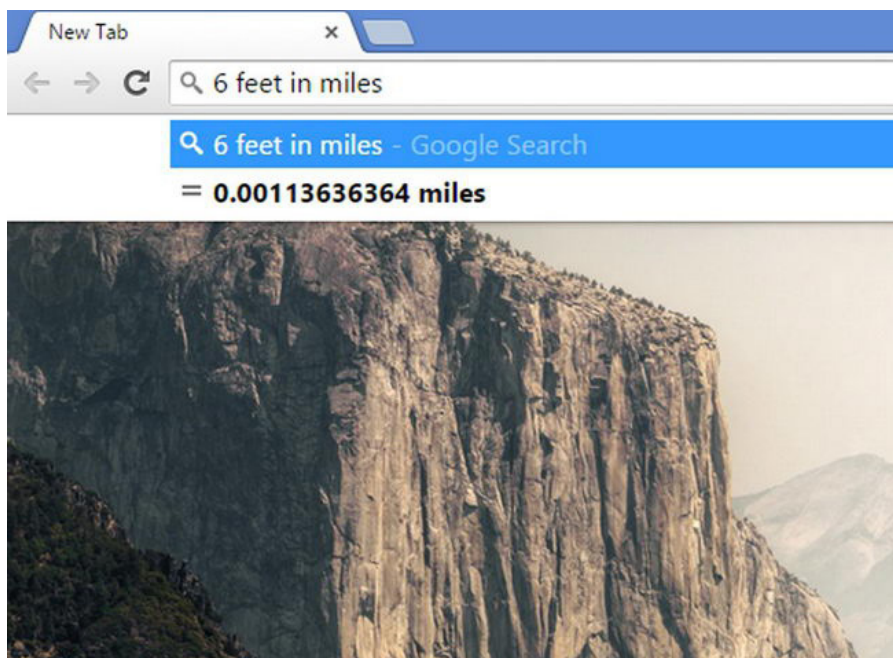 New Tab
6 feet in miles
6 feet in miles - Google Search
= 0.00113636364 miles